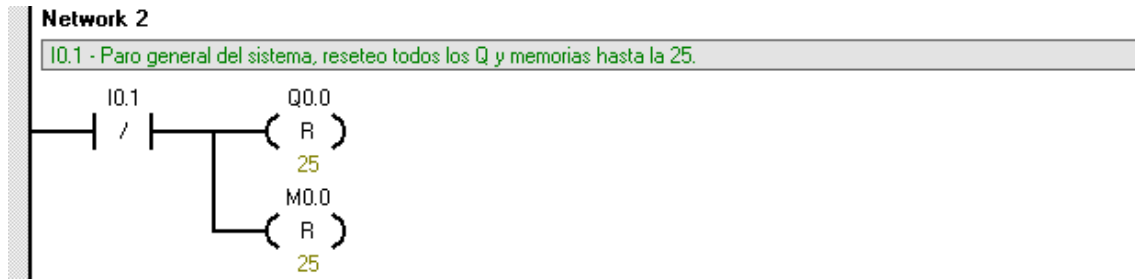 Network 2
I0.1 - Paro general del sistema, reseteo todos los Q y memorias hasta la 25.
I0.1
/
Q0.0
R
25
M0.0
R
25